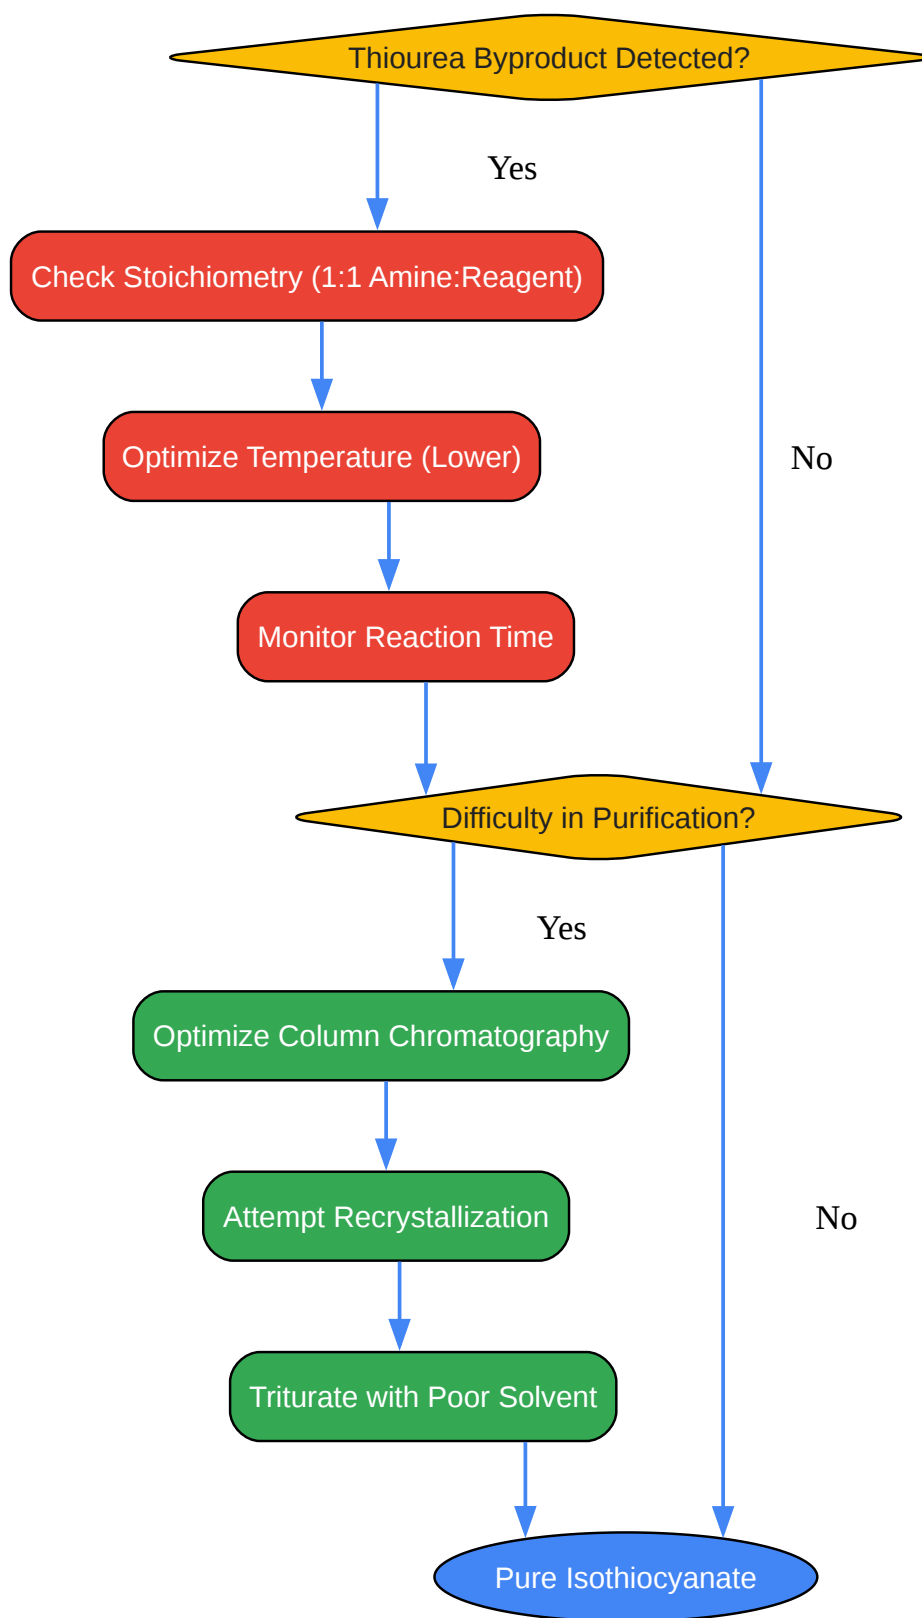 Thiourea Byproduct Detected?
Yes
Check Stoichiometry (1:1 Amine:Reagent)
Optimize Temperature (Lower)
No
Monitor Reaction Time
Difficulty in Purification?
Yes
Optimize Column Chromatography
Attempt Recrystallization
No
Triturate with Poor Solvent
Pure Isothiocyanate